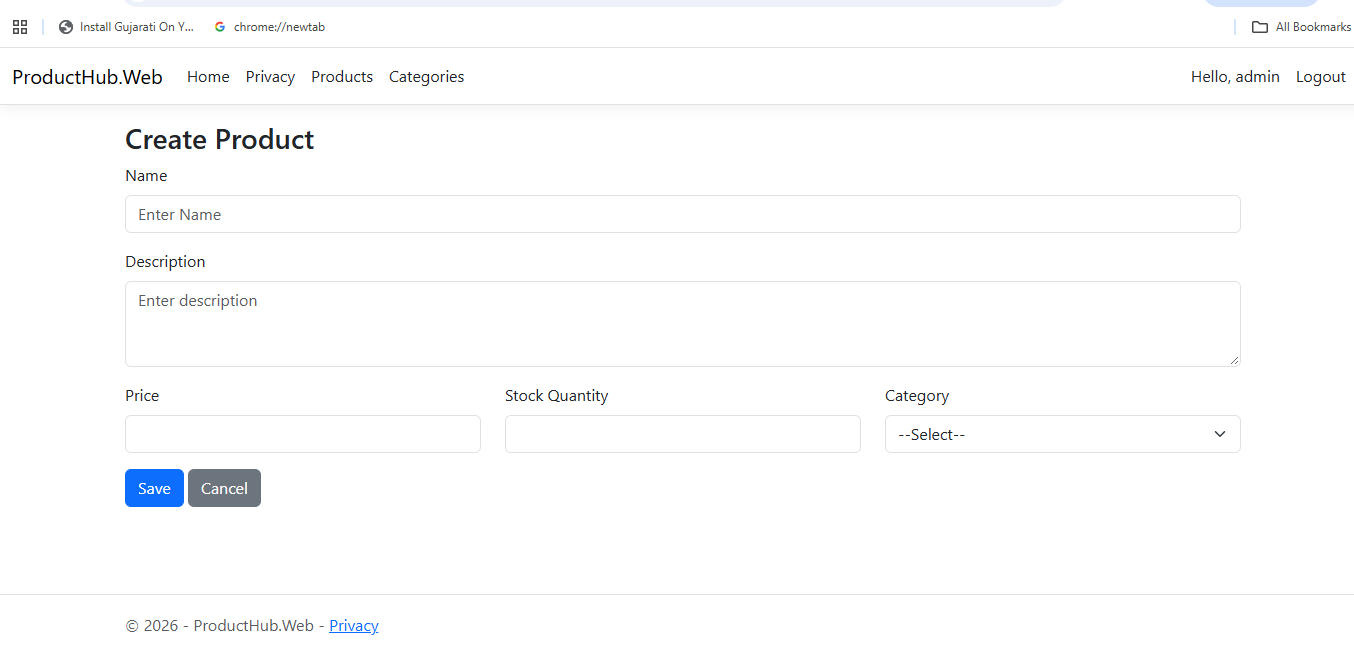 Install Gujarati On Y... chrome://newtab All Bookmarks
ProductHub.Web Home Privacy Products Categories Hello, admin Logout
Create Product
Name
Enter Name
Description
Enter description
Price Stock Quantity Category
--Select--
Save Cancel
© 2026 - ProductHub.Web - Privacy